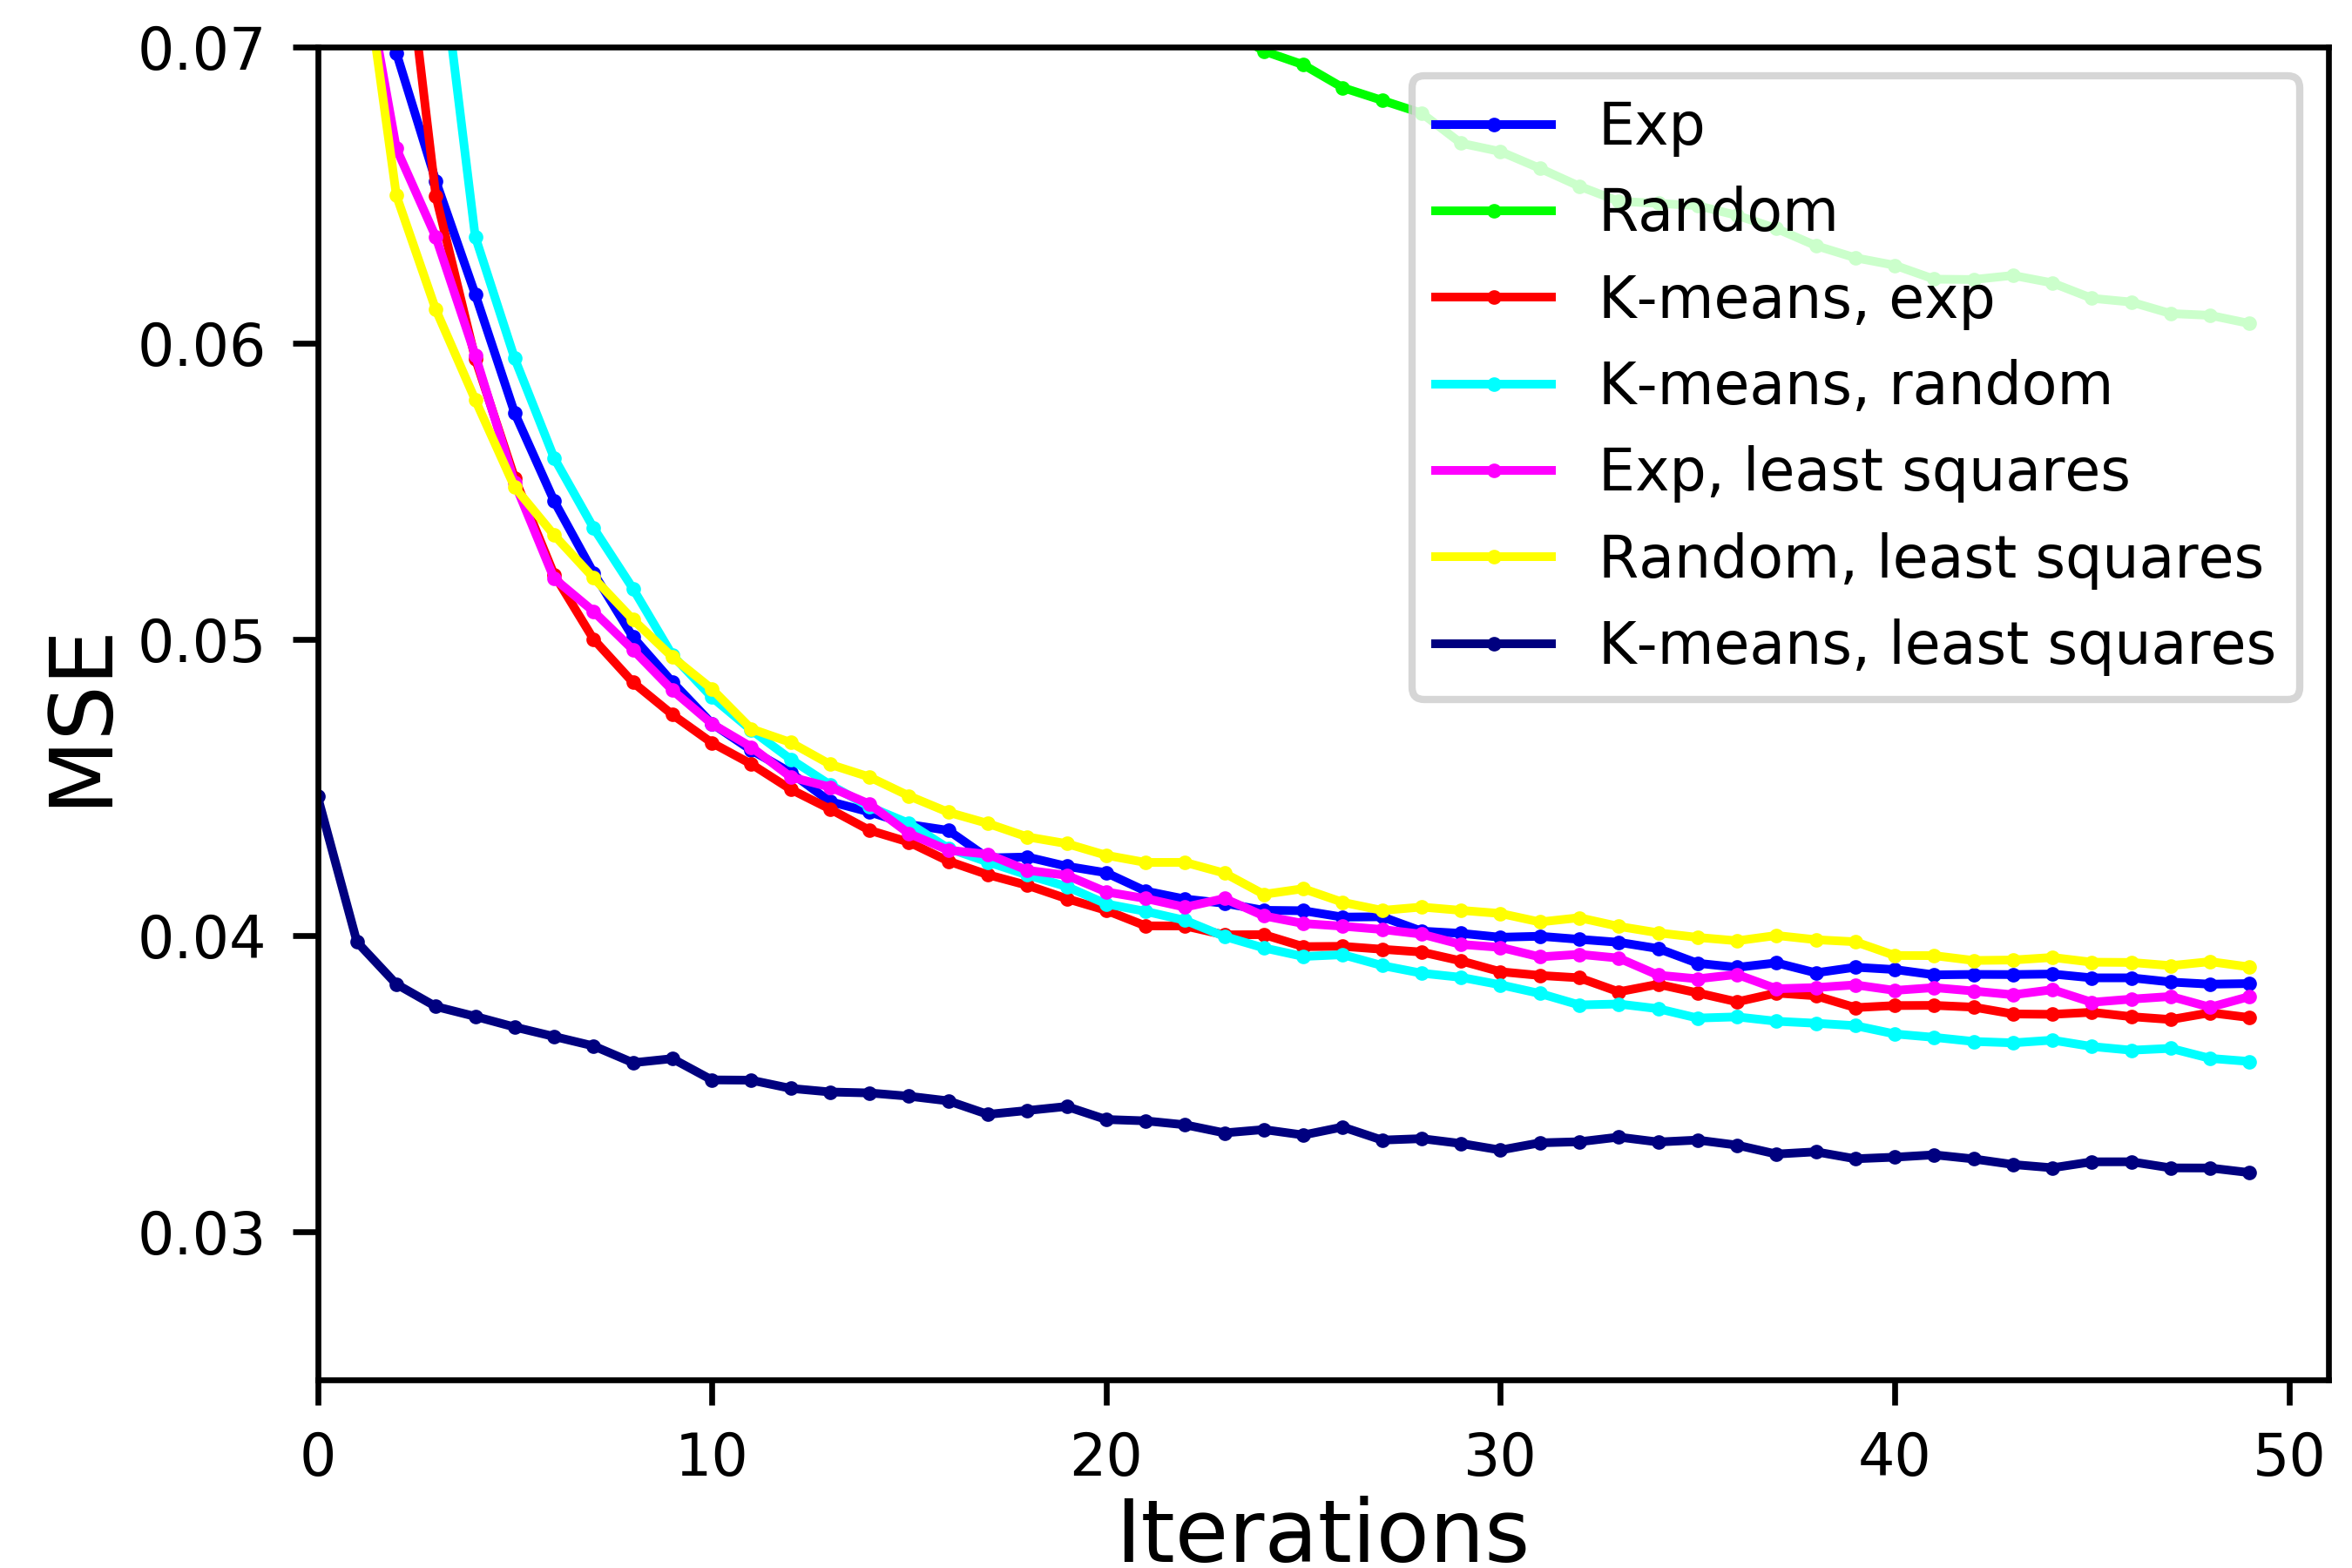 0.07
0.06
0.05
0.04
0.03
MSE
Exp
Random
K-means, exp
K-means, random
Exp, least squares
Random, least squares
K-means, least squares
0 10 20 30 40 50
Iterations